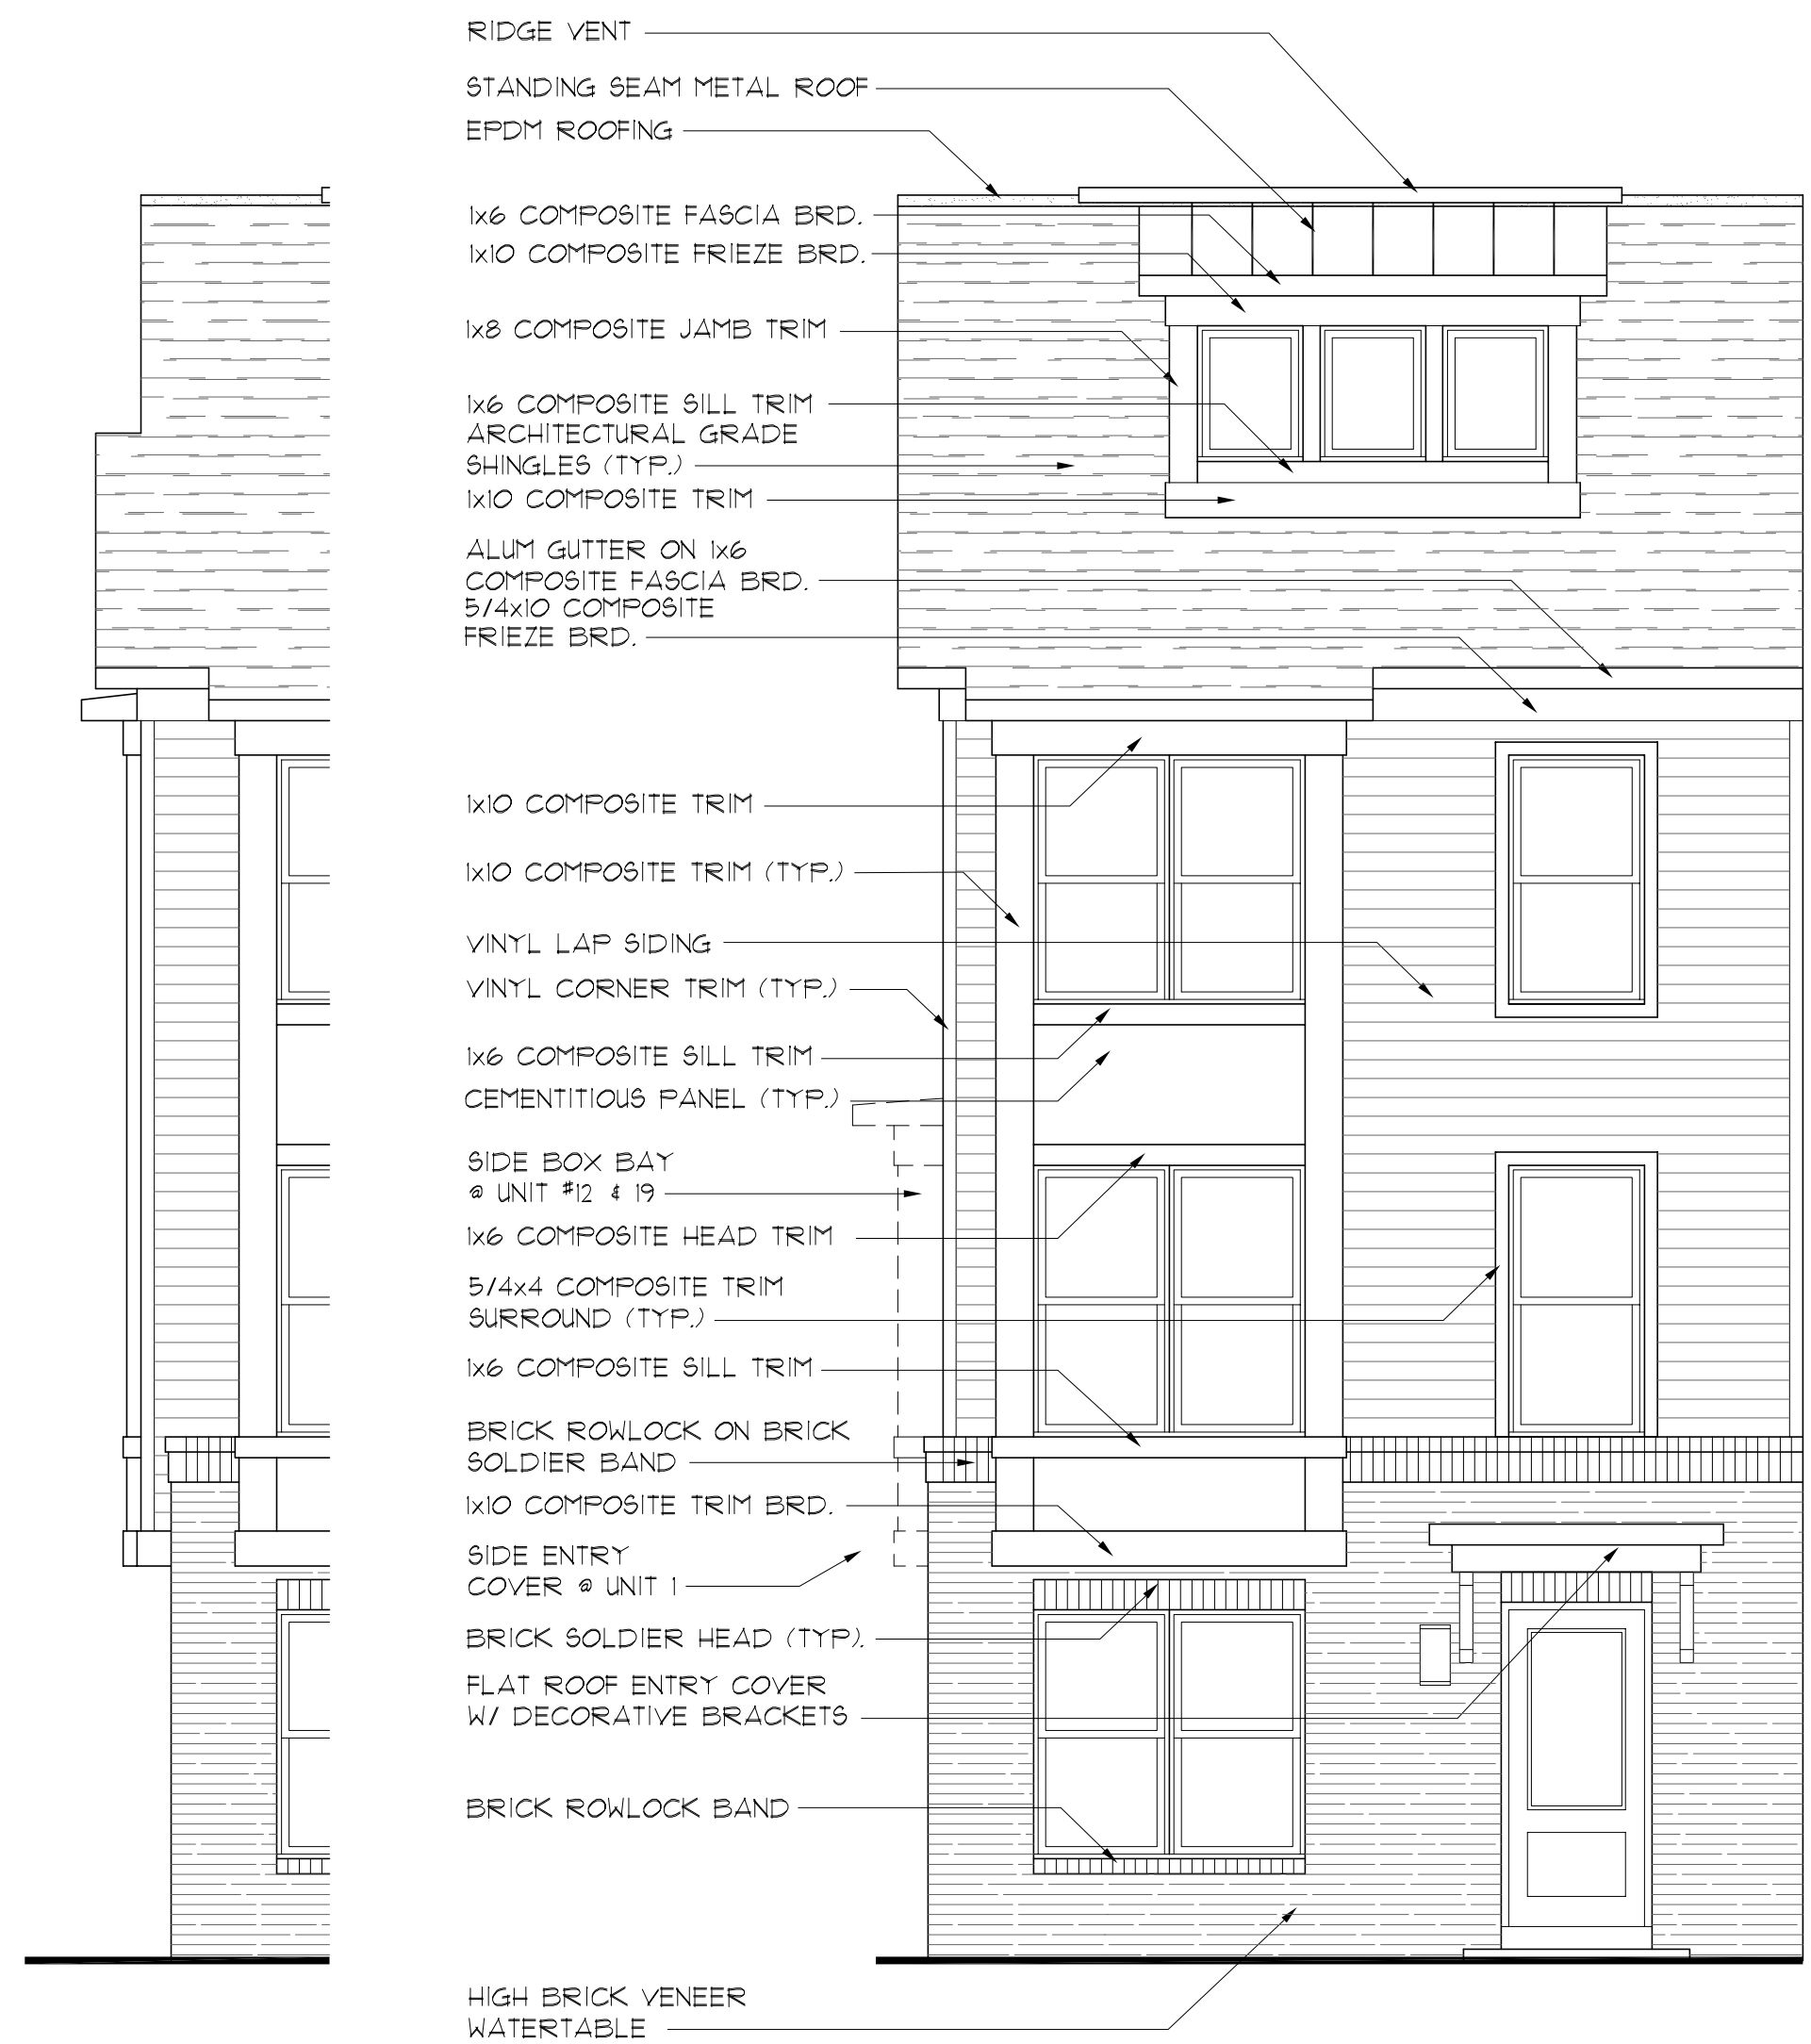 RIDGE VENT
STANDING SEAM METAL ROOF
EPDM ROOFING
1x6 COMPOSITE FASCIA BRD.
1x10 COMPOSITE FRIEZE BRD.
1x8 COMPOSITE JAMB TRIM
1x6 COMPOSITE SILL TRIM
ARCHITECTURAL GRADE
SHINGLES (TYP.)
1x10 COMPOSITE TRIM
ALUM GUTTER ON 1x6
COMPOSITE FASCIA BRD.
5/4x10 COMPOSITE
FRIEZE BRD.
1x10 COMPOSITE TRIM
1x10 COMPOSITE TRIM (TYP.)
VINYL LAP SIDING
VINYL CORNER TRIM (TYP.)
1x6 COMPOSITE SILL TRIM
CEMENTITIOUS PANEL (TYP.)
SIDE BOX BAY
@ UNIT #12 & 19
1x6 COMPOSITE HEAD TRIM
5/4x4 COMPOSITE TRIM
SURROUND (TYP.)
1x6 COMPOSITE SILL TRIM
BRICK ROWLOCK ON BRICK
SOLDIER BAND
1x10 COMPOSITE TRIM BRD.
SIDE ENTRY
COVER @ UNIT 1
BRICK SOLDIER HEAD (TYP).
FLAT ROOF ENTRY COVER
W/ DECORATIVE BRACKETS
BRICK ROWLOCK BAND
HIGH BRICK VENEER
WATERTABLE